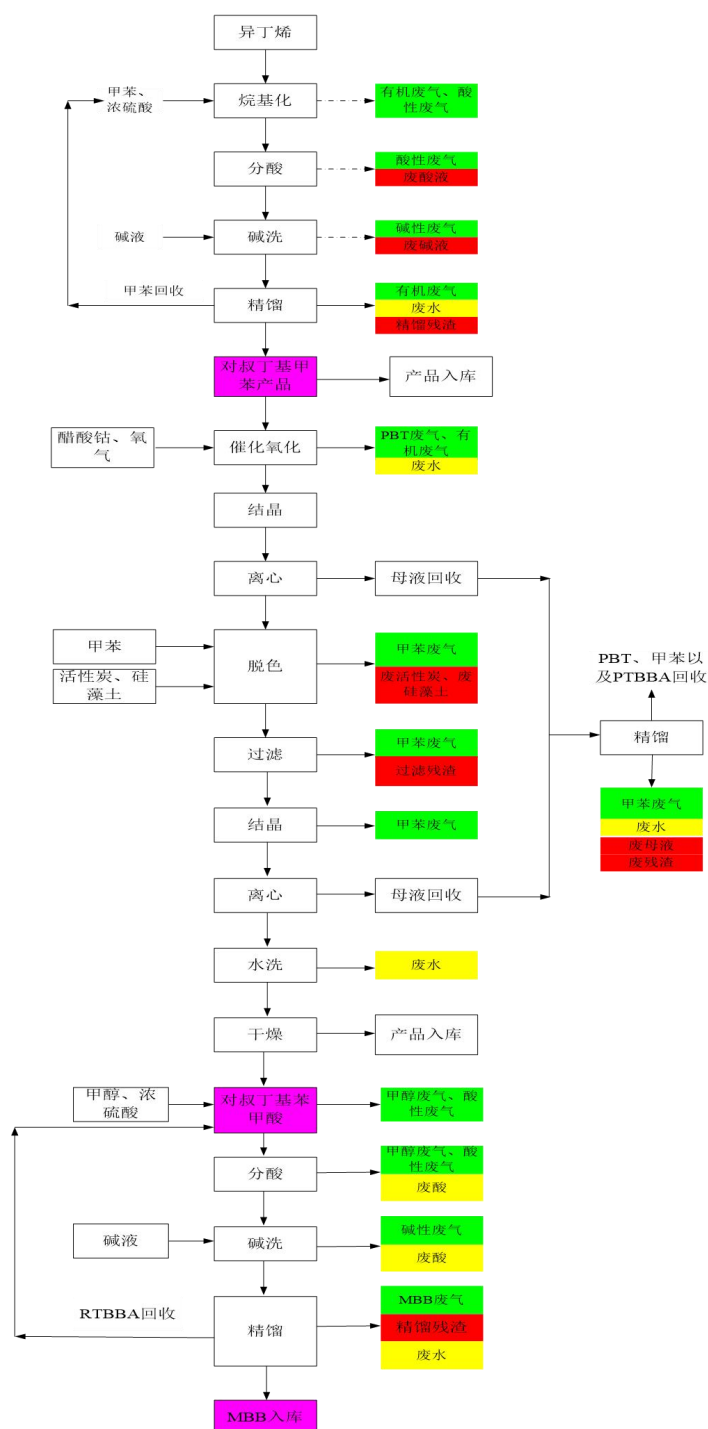 异丁烯
甲苯、
浓硫酸
烷基化
有机废气、酸
性废气
分酸
酸性废气
废酸液
碱液
碱洗
碱性废气
废碱液
甲苯回收
精馏
有机废气
废水
精馏残渣
对叔丁基甲
苯产品
产品入库
醋酸钴、氧
气
催化氧化
PBT废气、有
机废气
废水
结晶
离心
母液回收
甲苯
活性炭、硅
藻土
脱色
甲苯废气
废活性炭、废
硅藻土
PBT、甲苯以
及PTBBA回收
精馏
甲苯废气
废水
废母液
废残渣
过滤
甲苯废气
过滤残渣
结晶
甲苯废气
离心
母液回收
水洗
废水
干燥
产品入库
甲醇、浓
硫酸
对叔丁基苯
甲酸
甲醇废气、酸
性废气
分酸
甲醇废气、酸
性废气
废酸
碱液
碱洗
碱性废气
废酸
RTBBA回收
精馏
MBB废气
精馏残渣
废水
MBB入库